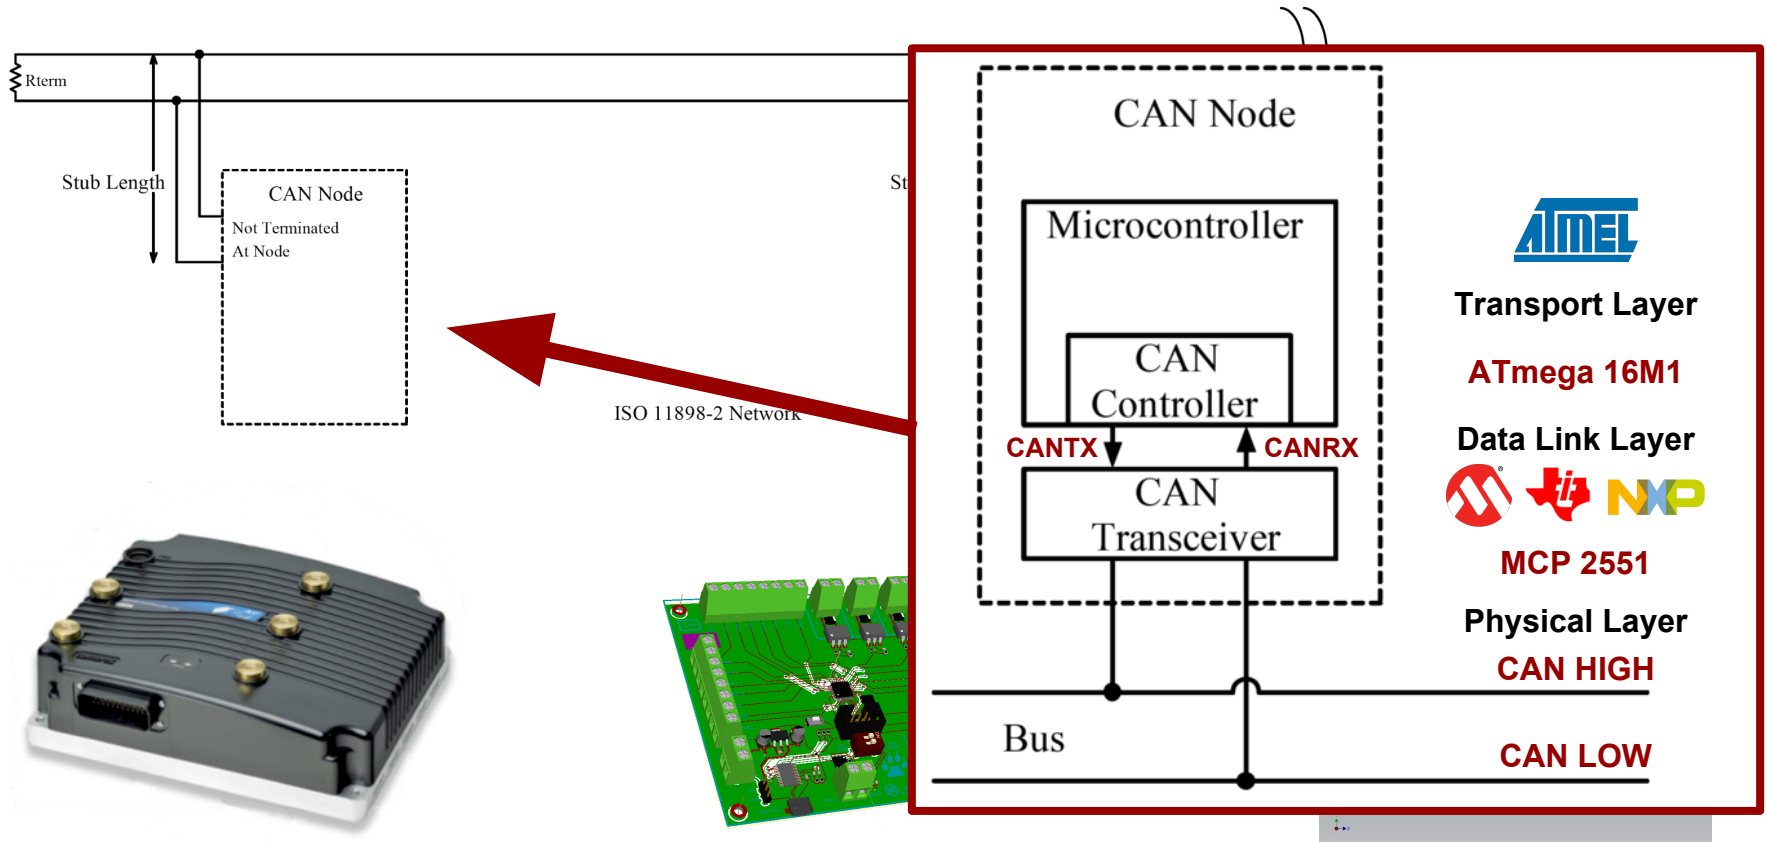 Rterm
Stub Length
CAN Node
Not Terminated
At Node
St
ISO 11898-2 Network
CAN Node
Microcontroller
CAN
Controller
CANTX
CANRX
CAN
Transceiver
Bus
ATMEL
Transport Layer
ATmega 16M1
Data Link Layer
NXP
MCP 2551
Physical Layer
CAN HIGH
CAN LOW